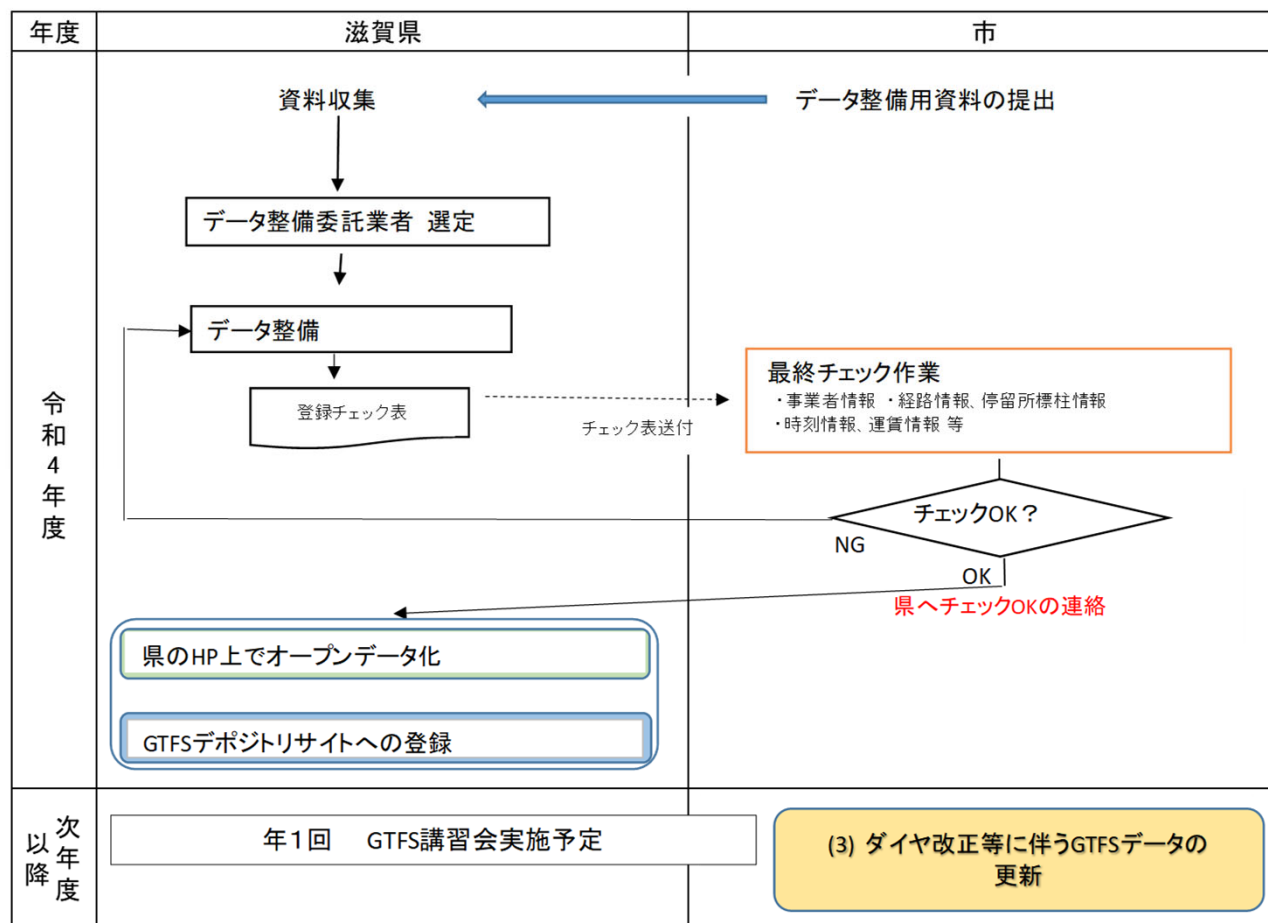 年度
滋賀県
市
令和4年度
資料収集
データ整備用資料の提出
データ整備委託業者 選定
データ整備
登録チェック表
チェック表送付
最終チェック作業
・事業者情報 ・経路情報、停留所標柱情報
・時刻情報、運賃情報 等
チェックOK？
NG
OK
県へチェックOKの連絡
県のHP上でオープンデータ化
GTFSデポジトリサイトへの登録
次年度
以降
年1回 GTFS講習会実施予定
(3) ダイヤ改正等に伴うGTFSデータの
更新